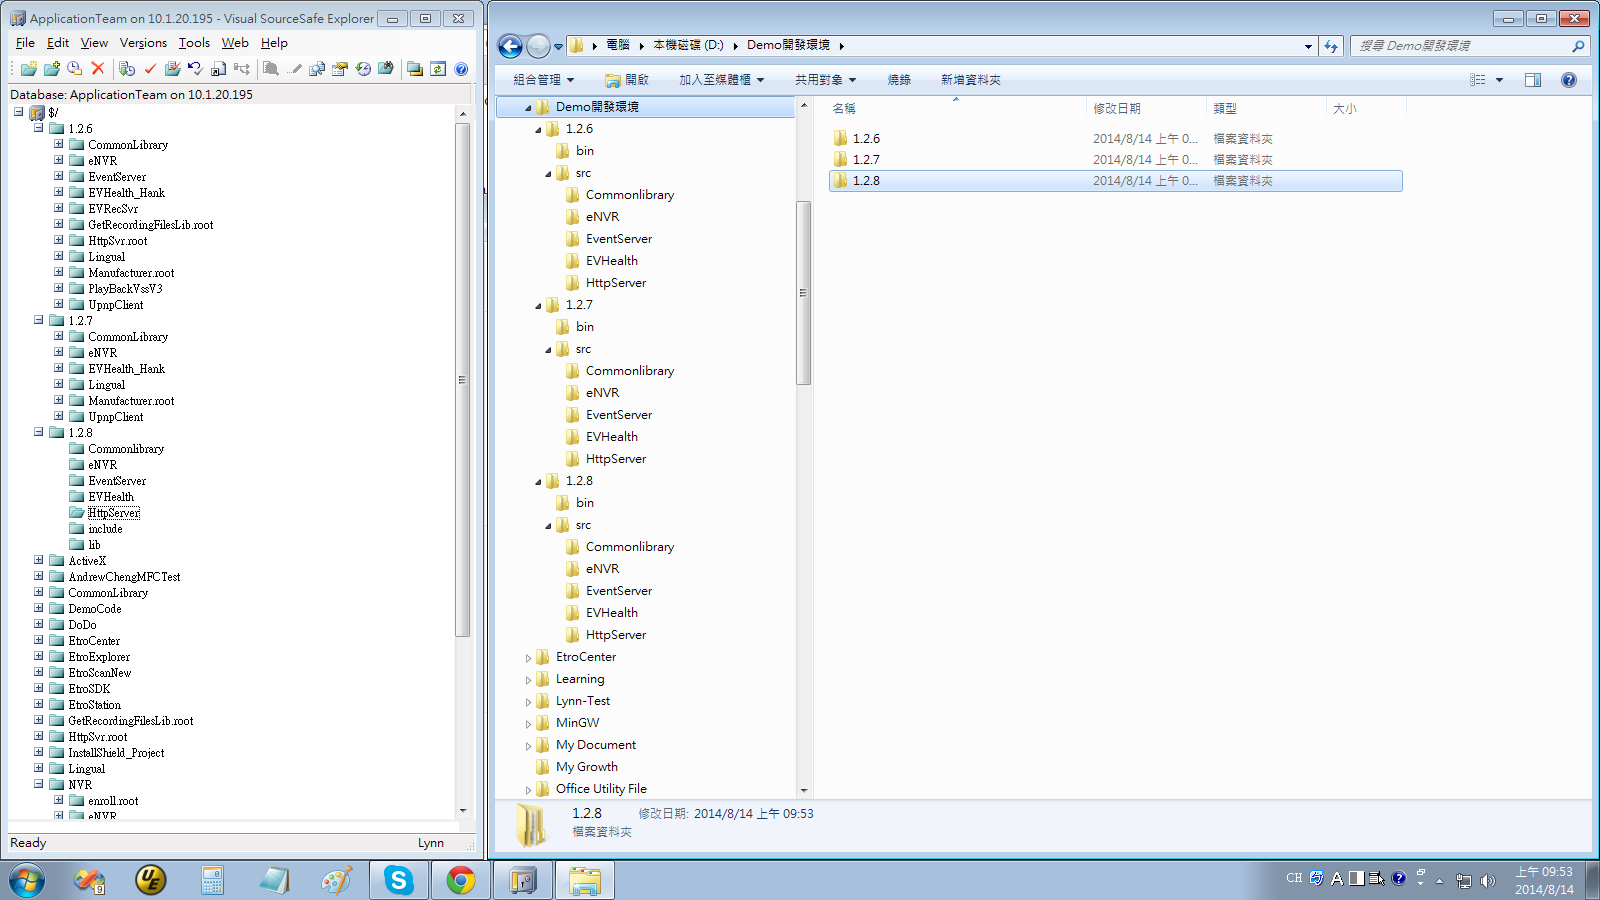 ApplicationTeam on 10.1.20.195 - Visual SourceSafe Explorer
File Edit View Versions Tools Web Help
Database: ApplicationTeam on 10.1.20.195
$/
1.2.6
CommonLibrary
eNVR
EventServer
EVHealth_Hank
EVRecSvr
GetRecordingFilesLib.root
HttpSvr.root
Lingual
Manufacturer.root
PlayBackVssV3
UpnpClient
1.2.7
CommonLibrary
eNVR
EVHealth_Hank
Lingual
Manufacturer.root
UpnpClient
1.2.8
Commonlibrary
eNVR
EventServer
EVHealth
HttpServer
include
lib
ActiveX
AndrewChengMFCTest
CommonLibrary
DemoCode
DoDo
EtroCenter
EtroExplorer
EtroScanNew
EtroSDK
EtroStation
GetRecordingFilesLib.root
HttpSvr.root
InstallShield_Project
Lingual
NVR
enroll.root
eNVR
Ready Lynn
電腦 本機磁碟 (D:) Demo開發環境
搜尋 Demo開發環境
組合管理 開啟 加入至媒體櫃 共用對象 燒錄 新增資料夾
Demo開發環境
1.2.6
bin
src
Commonlibrary
eNVR
EventServer
EVHealth
HttpServer
1.2.7
bin
src
Commonlibrary
eNVR
EventServer
EVHealth
HttpServer
1.2.8
bin
src
Commonlibrary
eNVR
EventServer
EVHealth
HttpServer
EtroCenter
Learning
Lynn-Test
MinGW
My Document
My Growth
Office Utility File
名稱 修改日期 類型 大小
1.2.6 2014/8/14 上午 0... 檔案資料夾
1.2.7 2014/8/14 上午 0... 檔案資料夾
1.2.8 2014/8/14 上午 0... 檔案資料夾
1.2.8 修改日期: 2014/8/14 上午 09:53
檔案資料夾
9
UE
CH
A
上午 09:53
2014/8/14